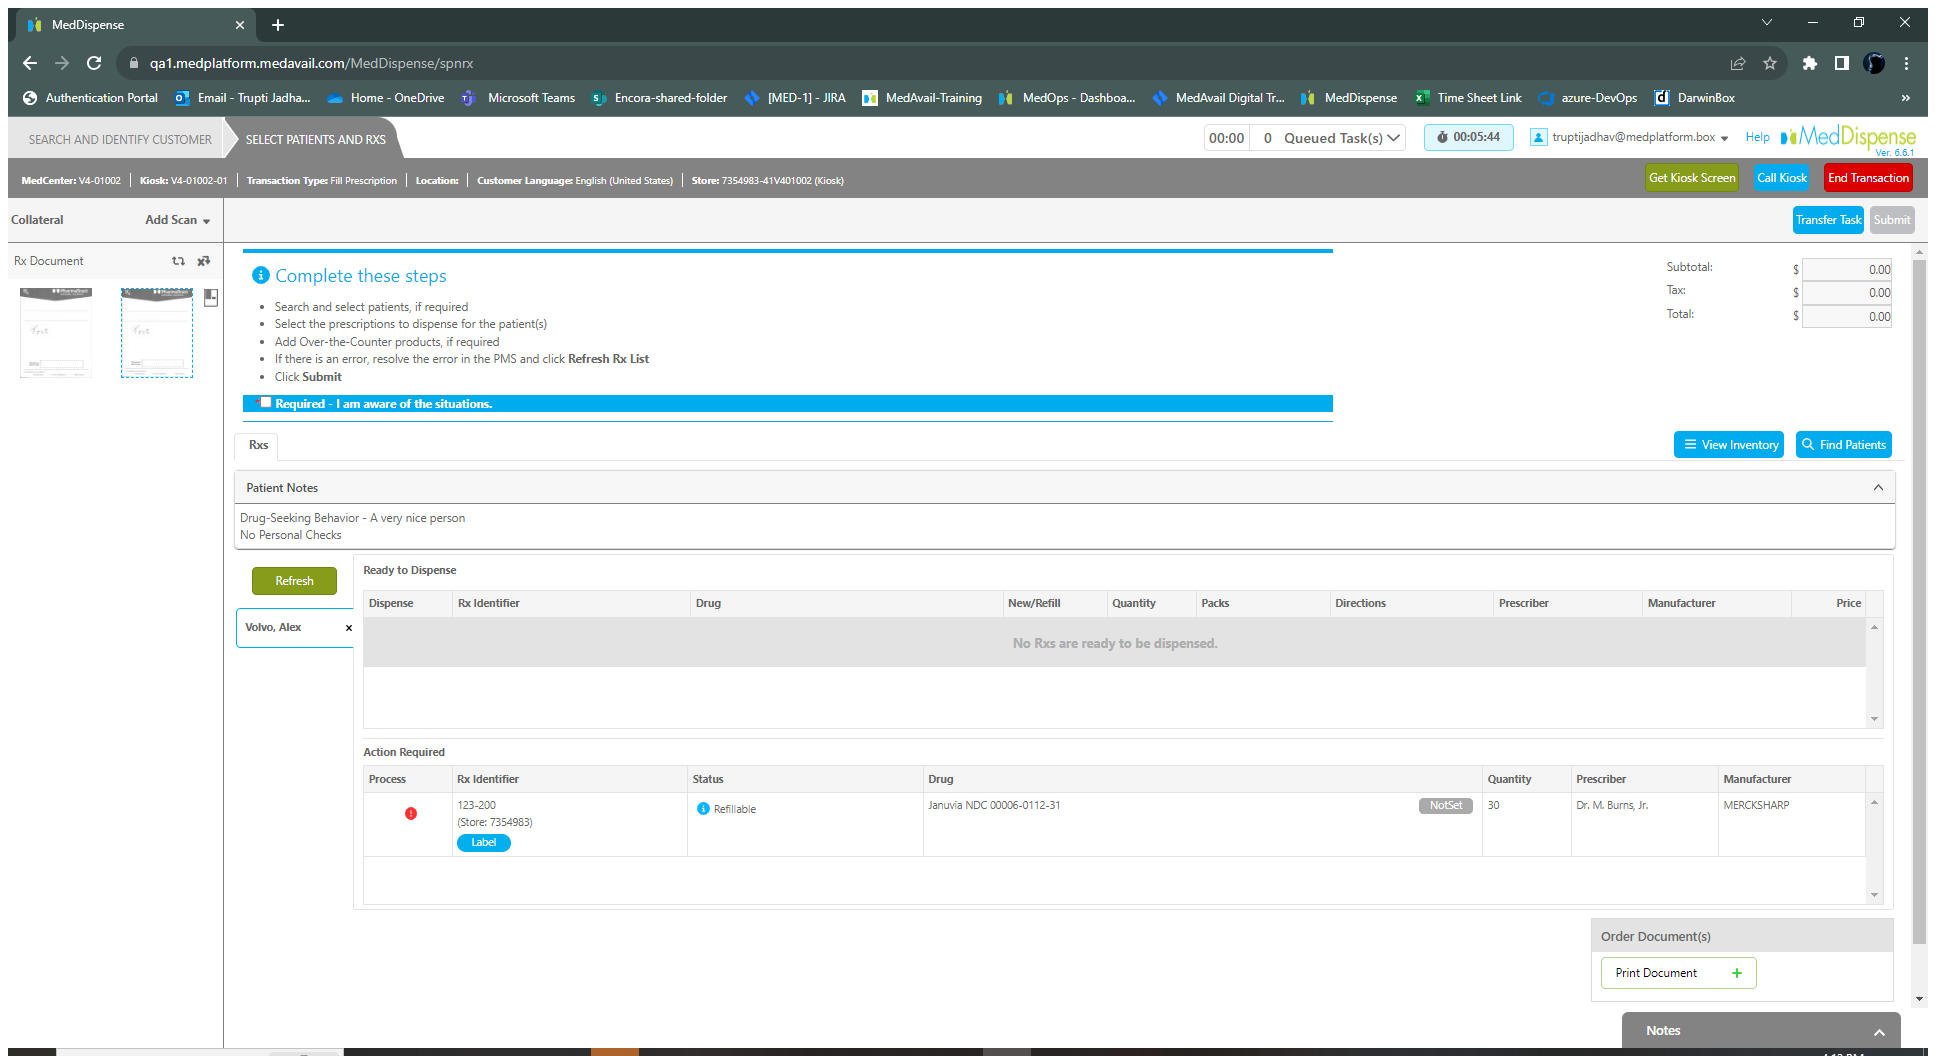 MedDispense
qa1.medplatform.medavail.com/MedDispense/spnrx
Authentication Portal Email - Trupti Jadha... Home - OneDrive Microsoft Teams Encora-shared-folder [MED-1] - JIRA MedAvail-Training MedOps - Dashboa... MedAvail Digital Tr... MedDispense Time Sheet Link azure-DevOps DarwinBox »
SEARCH AND IDENTIFY CUSTOMER SELECT PATIENTS AND RXS 00:00 0 Queued Task(s) 00:05:44 truptijadhav@medplatform.box Help MedDispense
Ver. 6.6.1
MedCenter: V4-01002 Kiosk: V4-01002-01 Transaction Type: Fill Prescription Location: Customer Language: English (United States) Store: 7354983-41V401002 (Kiosk) Get Kiosk Screen Call Kiosk End Transaction
Collateral Add Scan Transfer Task Submit
Rx Document
Test Test
Complete these steps
• Search and select patients, if required
• Select the prescriptions to dispense for the patient(s)
• Add Over-the-Counter products, if required
• If there is an error, resolve the error in the PMS and click Refresh Rx List
• Click Submit
* Required - I am aware of the situations.
Subtotal: $ 0.00
Tax: $ 0.00
Total: $ 0.00
Rxs View Inventory Find Patients
Patient Notes
Drug-Seeking Behavior - A very nice person
No Personal Checks
Refresh
Volvo, Alex ×
Ready to Dispense
Dispense Rx Identifier Drug New/Refill Quantity Packs Directions Prescriber Manufacturer Price
No Rxs are ready to be dispensed.
Action Required
Process Rx Identifier Status Drug Quantity Prescriber Manufacturer
123-200 Refillable Januvia NDC 00006-0112-31 NotSet 30 Dr. M. Burns, Jr. MERCKSHARP
(Store: 7354983)
Label
Order Document(s)
Print Document +
Notes